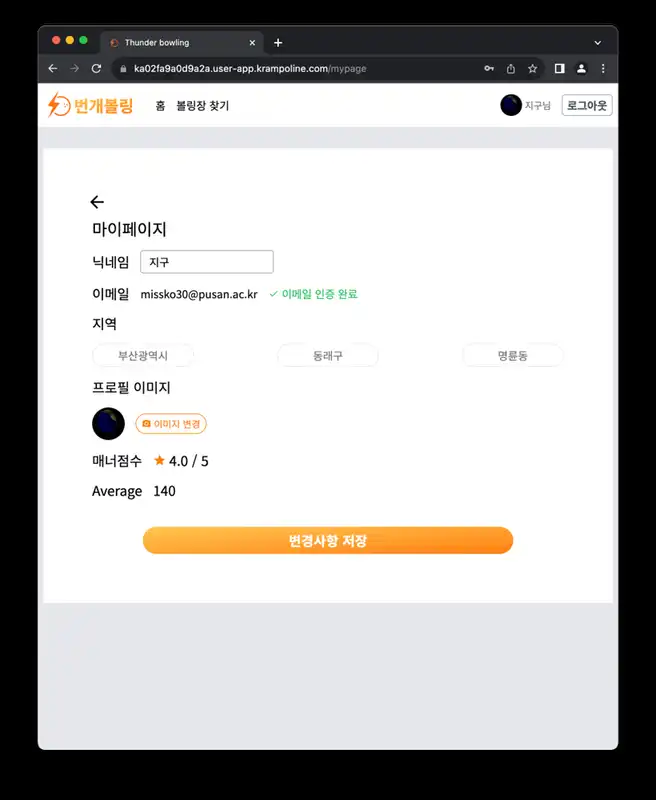 Thunder bowling
ka02fa9a0d9a2a.user-app.krampoline.com/mypage
번개볼링 홈 볼링장 찾기 지구님 로그아웃
마이페이지
닉네임 지구
이메일 missko30@pusan.ac.kr 이메일 인증 완료
지역
부산광역시 동래구 명륜동
프로필 이미지
이미지 변경
매너점수 4.0 / 5
Average 140
변경사항 저장